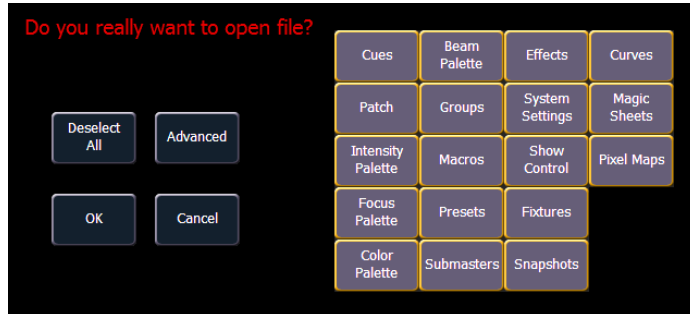 Do you really want to open file?
Cues
Beam
Palette
Effects
Curves
Patch
Groups
System
Settings
Magic
Sheets
Deselect
All
Advanced
Intensity
Palette
Macros
Show
Control
Pixel Maps
OK
Cancel
Focus
Palette
Presets
Fixtures
Color
Palette
Submasters
Snapshots